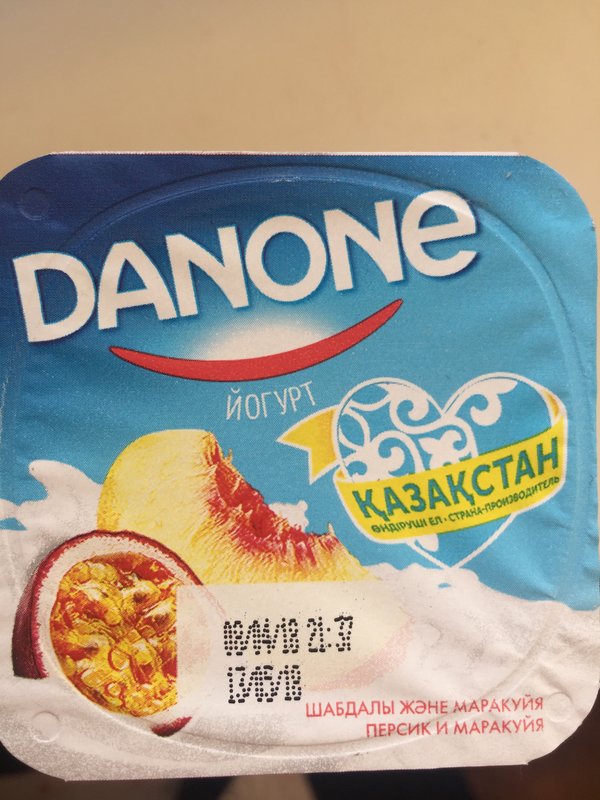 DANONE
ЙОГУРТ
ҚАЗАҚСТАН
ӨНДІРУШІ ЕЛ • СТРАНА-ПРОИЗВОДИТЕЛЬ
08/04/18 21:37
13/05/18
ШАБДАЛЫ ЖӘНЕ МАРАКУЙЯ
ПЕРСИК И МАРАКУЙЯ